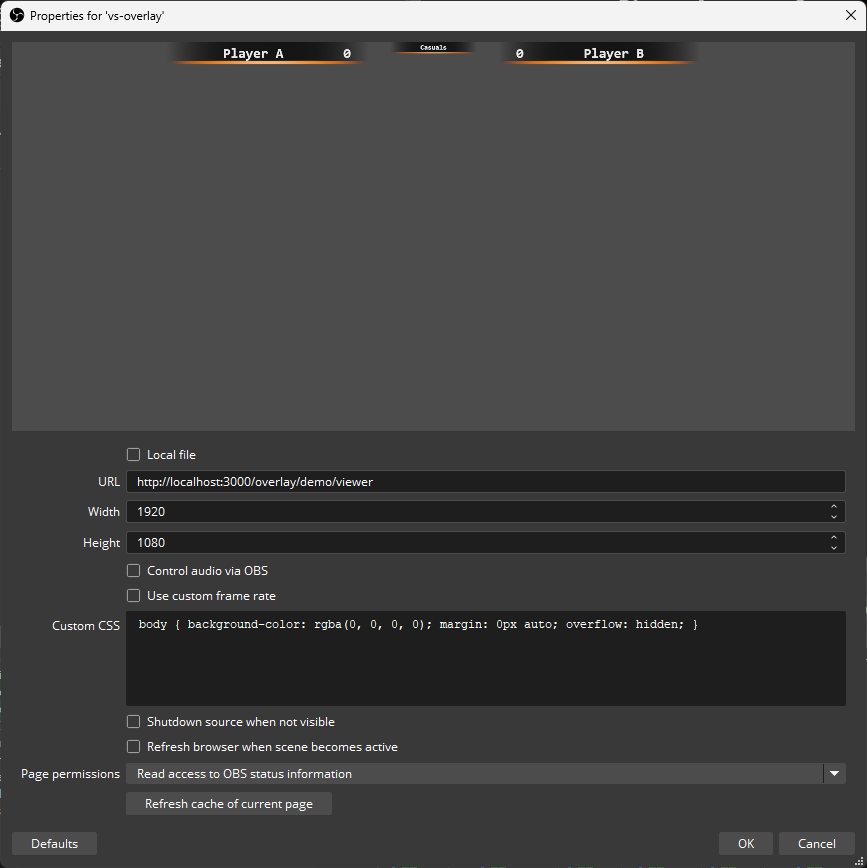 Properties for 'vs-overlay'
Player A 0 Casuals 0 Player B
Local file
URL http://localhost:3000/overlay/demo/viewer
Width 1920
Height 1080
Control audio via OBS
Use custom frame rate
Custom CSS body { background-color: rgba(0, 0, 0, 0); margin: 0px auto; overflow: hidden; }
Shutdown source when not visible
Refresh browser when scene becomes active
Page permissions Read access to OBS status information
Refresh cache of current page
Defaults OK Cancel